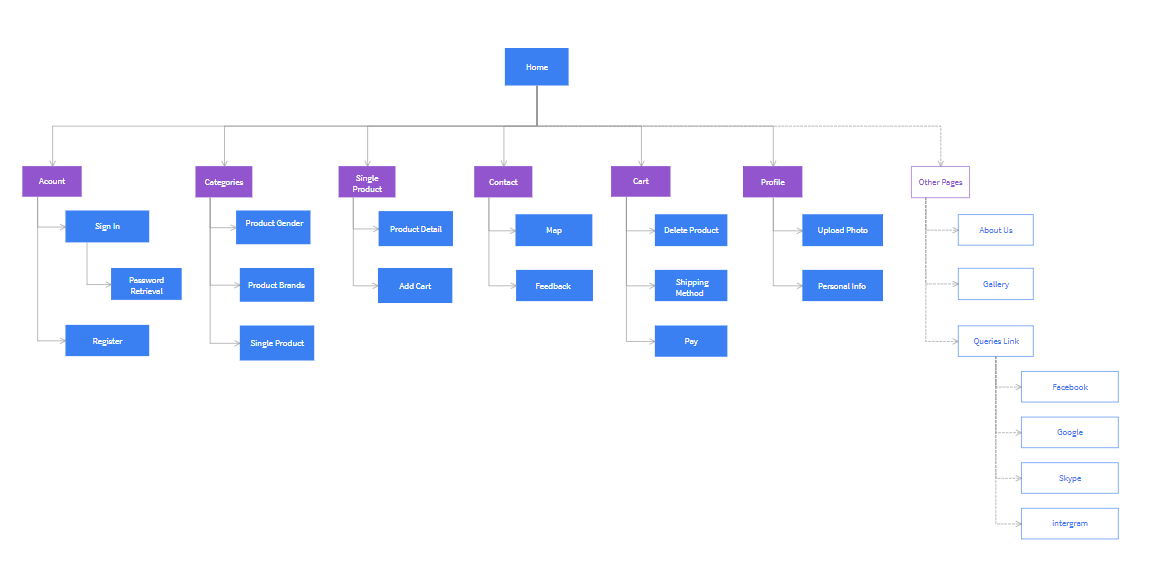 Home
Acount
Categories
Single
Product
Contact
Cart
Profile
Other Pages
Sign In
Password
Retrieval
Register
Product Gender
Product Brands
Single Product
Product Detail
Add Cart
Map
Feedback
Delete Product
Shipping
Method
Pay
Upload Photo
Personal Info
About Us
Gallery
Queries Link
Facebook
Google
Skype
intergram